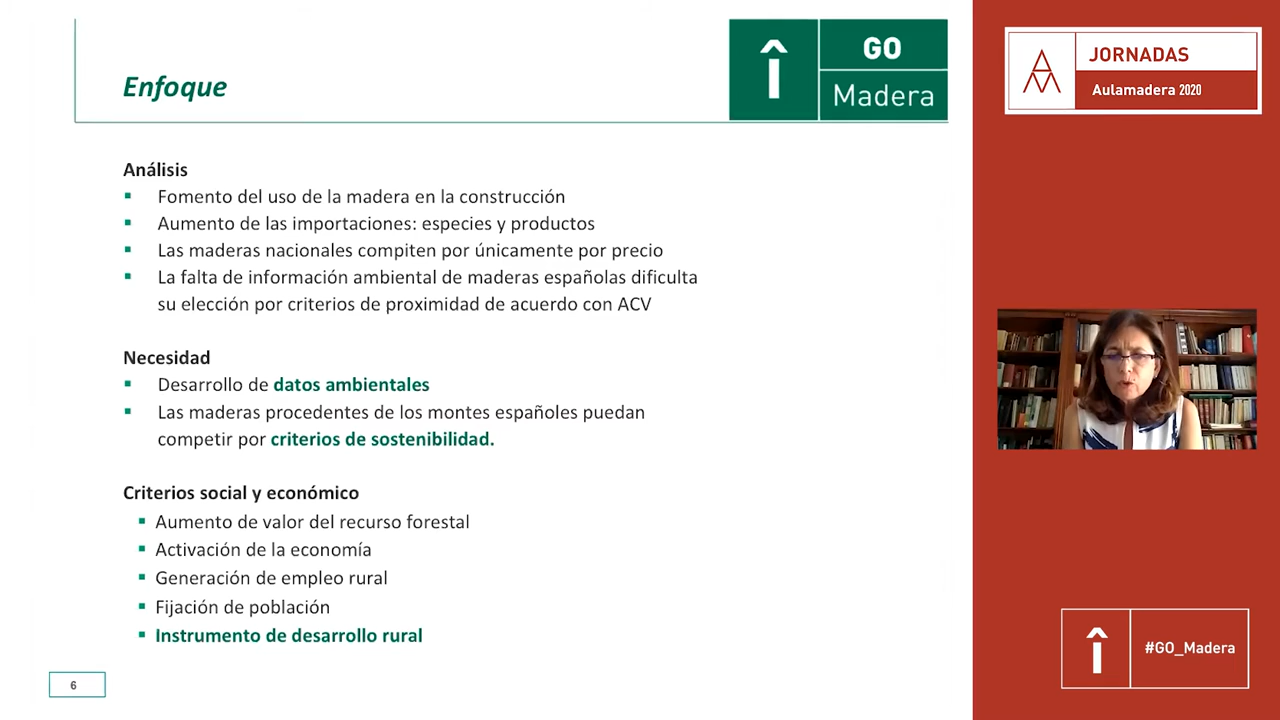 Enfoque
GO
Madera
Análisis
Fomento del uso de la madera en la construcción
Aumento de las importaciones: especies y productos
Las maderas nacionales compiten por únicamente por precio
La falta de información ambiental de maderas españolas dificulta
su elección por criterios de proximidad de acuerdo con ACV
Necesidad
Desarrollo de datos ambientales
Las maderas procedentes de los montes españoles puedan
competir por criterios de sostenibilidad.
Criterios social y económico
Aumento de valor del recurso forestal
Activación de la economía
Generación de empleo rural
Fijación de población
Instrumento de desarrollo rural
6
JORNADAS
Aulamadera 2020
#GO_Madera